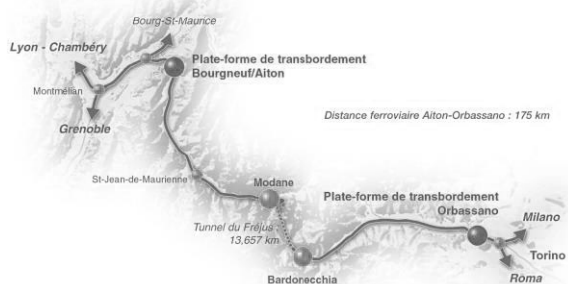 Bourg-St-Maurice
Lyon - Chambéry
Plate-forme de transbordement
Bourgneuf/Aiton
Montmélian
Grenoble
Distance ferroviaire Aiton-Orbassano : 175 km
St-Jean-de-Maurienne
Modane
Plate-forme de transbordement
Orbassano
Milano
Tunnel du Fréjus :
13,657 km
Torino
Bardonecchia
Roma